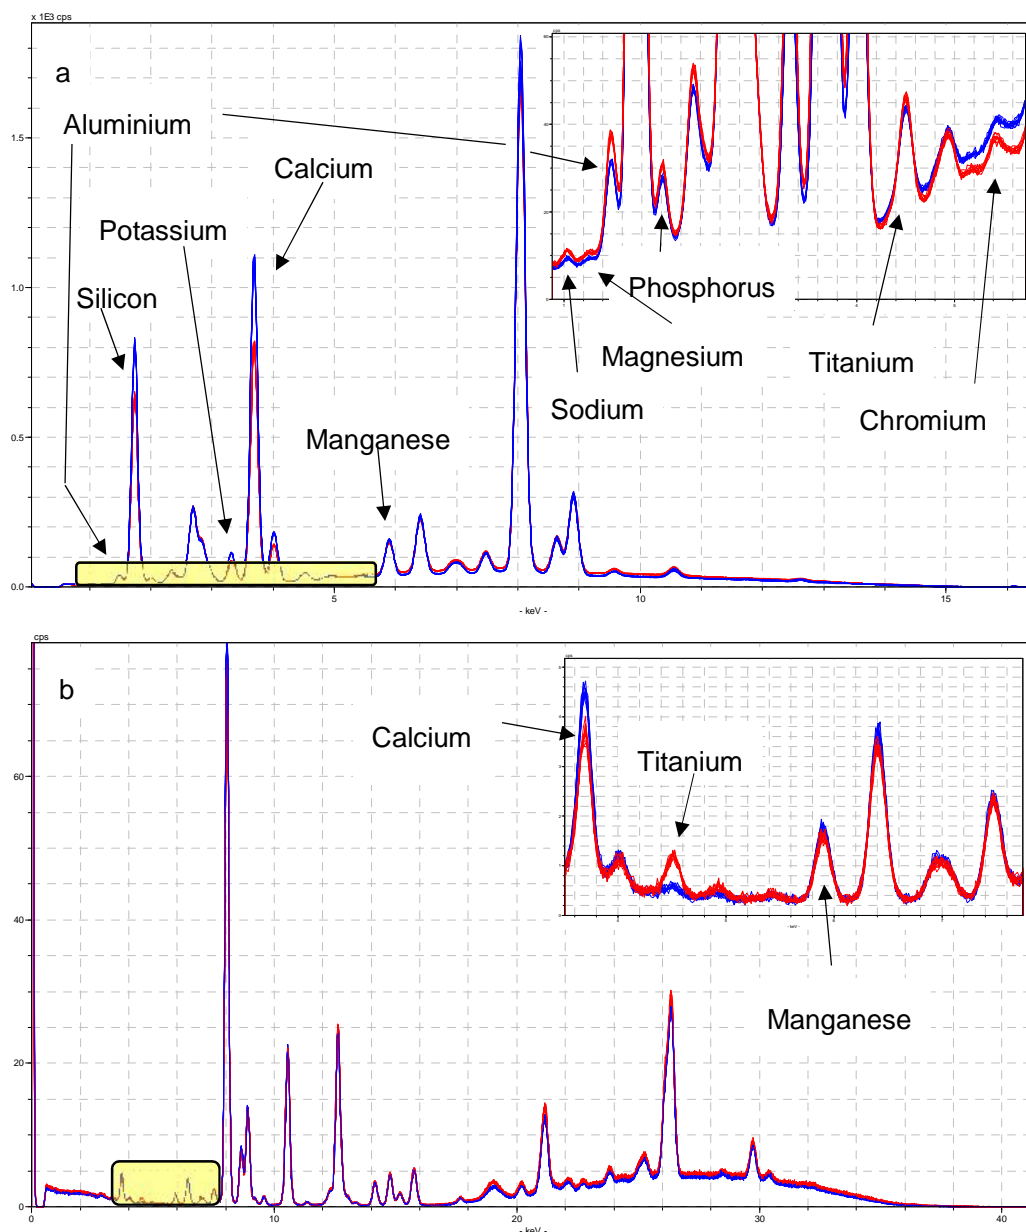 x 1E3 cps
a
Aluminium
Calcium
Potassium
Silicon
Manganese
Phosphorus
Magnesium
Sodium
Titanium
Chromium
1.5
1.0
0.5
0.0
5
10
15
- keV -
cps
b
Calcium
Titanium
Manganese
60
40
20
0
0
10
20
30
40
- keV -